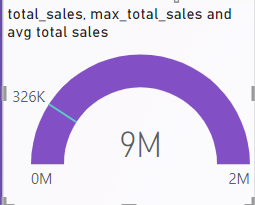 total_sales, max_total_sales and
avg total sales
326K
9M
0M
2M